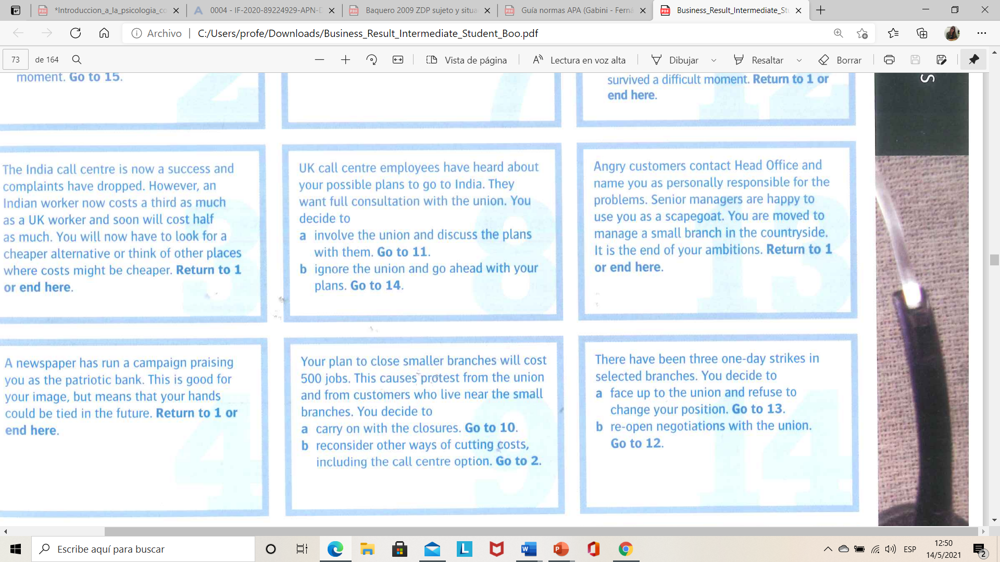 *Introduccion_a_la_psicologia_co
0004 - IF-2020-89224929-APN-D
Baquero 2009 ZDP sujeto y situa
Guía normas APA (Gabini - Ferna
Business_Result_Intermediate_Stu
Archivo
C:/Users/profe/Downloads/Business_Result_Intermediate_Student_Boo.pdf
73
de 164
Vista de página
Lectura en voz alta
Dibujar
Resaltar
Borrar
moment. Go to 15.
2
7
survived a difficult moment. Return to 1 or
end here.
12
S
The India call centre is now a success and
complaints have dropped. However, an
Indian worker now costs a third as much
as a UK worker and soon will cost half
as much. You will now have to look for a
cheaper alternative or think of other places
where costs might be cheaper. Return to 1
or end here.
3
UK call centre employees have heard about
your possible plans to go to India. They
want full consultation with the union. You
decide to
a involve the union and discuss the plans
with them. Go to 11.
b ignore the union and go ahead with your
plans. Go to 14.
8
Angry customers contact Head Office and
name you as personally responsible for the
problems. Senior managers are happy to
use you as a scapegoat. You are moved to
manage a small branch in the countryside.
It is the end of your ambitions. Return to 1
or end here.
13
A newspaper has run a campaign praising
you as the patriotic bank. This is good for
your image, but means that your hands
could be tied in the future. Return to 1 or
end here.
4
Your plan to close smaller branches will cost
500 jobs. This causes protest from the union
and from customers who live near the small
branches. You decide to
a carry on with the closures. Go to 10.
b reconsider other ways of cutting costs,
including the call centre option. Go to 2.
9
There have been three one-day strikes in
selected branches. You decide to
a face up to the union and refuse to
change your position. Go to 13.
b re-open negotiations with the union.
Go to 12.
14
Escribe aquí para buscar
ESP
12:50
14/5/2021
2